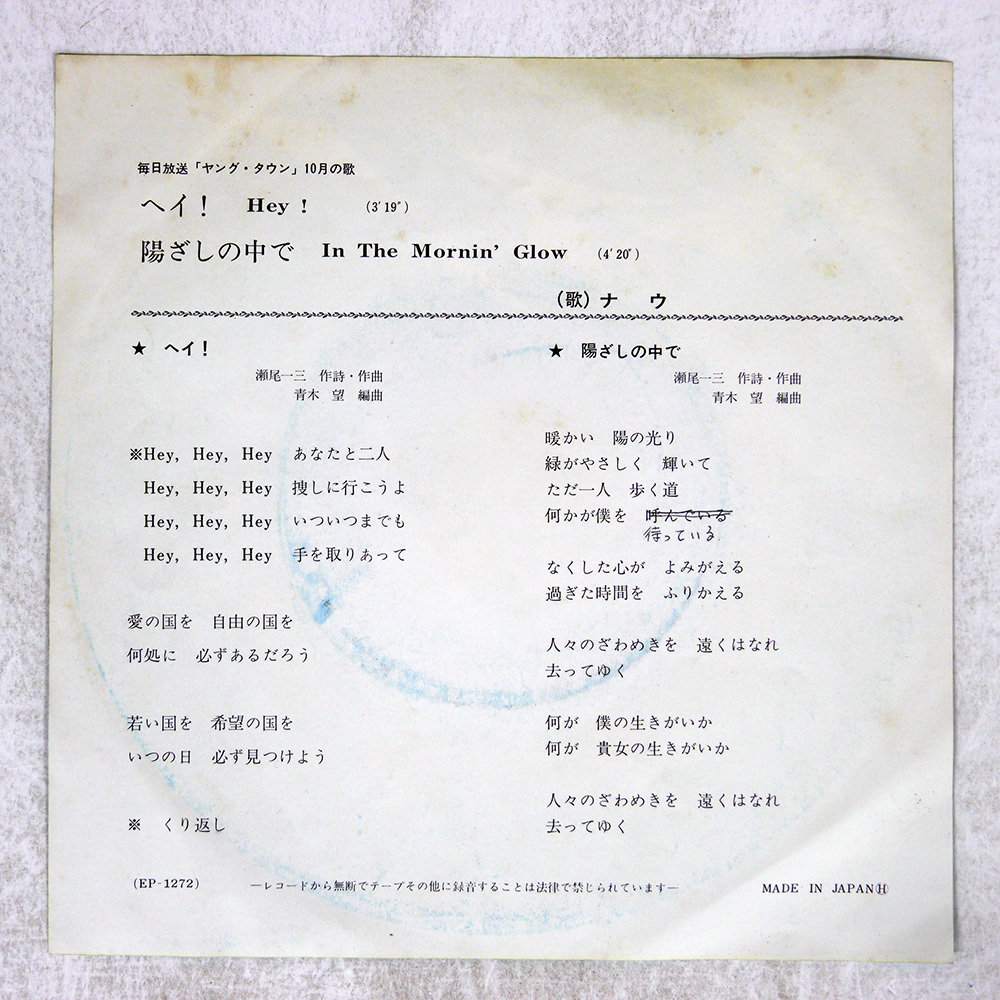 毎日放送「ヤング・タウン」10月の歌
ヘイ! Hey ! (3′19″)
陽ざしの中で In The Mornin’ Glow (4′20″)
(歌) ナ ウ
★ ヘイ!
瀬尾一三 作詩・作曲
青木 望 編曲
※Hey, Hey, Hey あなたと二人
Hey, Hey, Hey 捜しに行こうよ
Hey, Hey, Hey いついつまでも
Hey, Hey, Hey 手を取りあって
愛の国を 自由の国を
何処に 必ずあるだろう
若い国を 希望の国を
いつの日 必ず見つけよう
※ くり返し
★ 陽ざしの中で
瀬尾一三 作詩・作曲
青木 望 編曲
暖かい 陽の光り
緑がやさしく 輝いて
ただ一人 歩く道
何かが僕を 呼んでいる
待っている
なくした心が よみがえる
過ぎた時間を ふりかえる
人々のざわめきを 遠くはなれ
去ってゆく
何が 僕の生きがいか
何が 貴女の生きがいか
人々のざわめきを 遠くはなれ
去ってゆく
(EP-1272) —レコードから無断でテープその他に録音することは法律で禁じられています— MADE IN JAPANⒽ